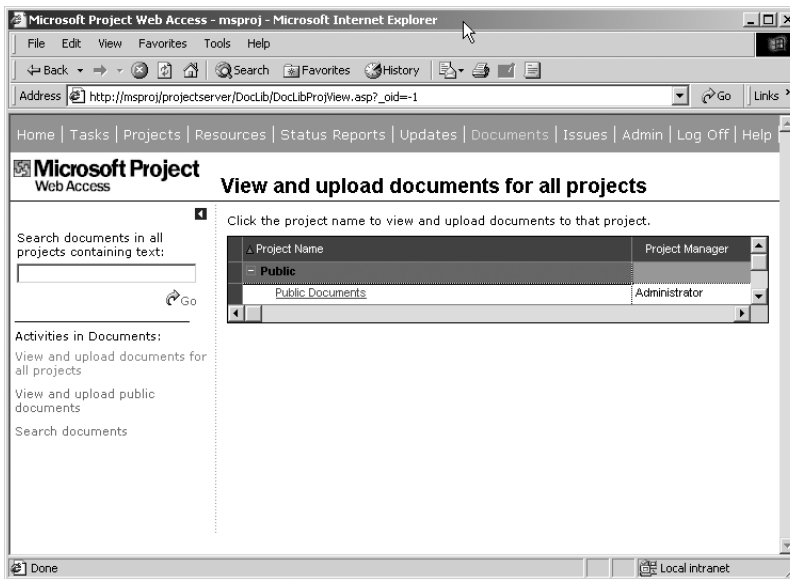 Microsoft Project Web Access - msproj - Microsoft Internet Explorer
File Edit View Favorites Tools Help
Back Search Favorites History
Address http://msproj/projectserver/DocLib/DocLibProjView.asp?_oid=-1 Go Links
Home | Tasks | Projects | Resources | Status Reports | Updates | Documents | Issues | Admin | Log Off | Help
Microsoft Project
Web Access
View and upload documents for all projects
Search documents in all
projects containing text:
Go
Activities in Documents:
View and upload documents for
all projects
View and upload public
documents
Search documents
Click the project name to view and upload documents to that project.
Project Name Project Manager
Public
Public Documents Administrator
Done Local intranet